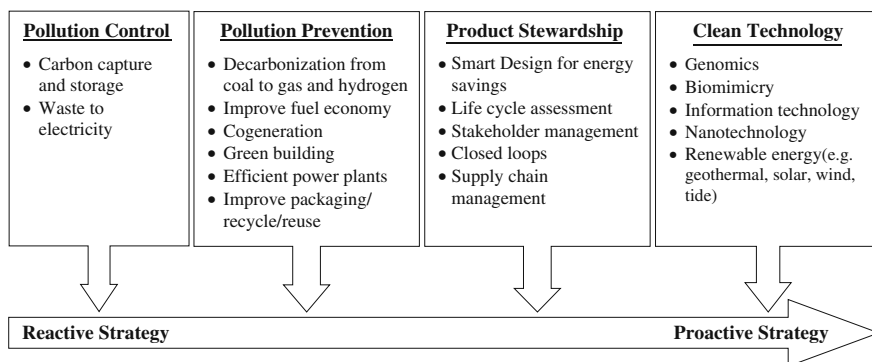 Pollution Control
• Carbon capture
and storage
• Waste to
electricity
Pollution Prevention
• Decarbonization from
coal to gas and hydrogen
• Improve fuel economy
• Cogeneration
• Green building
• Efficient power plants
• Improve packaging/
recycle/reuse
Product Stewardship
• Smart Design for energy
savings
• Life cycle assessment
• Stakeholder management
• Closed loops
• Supply chain
management
Clean Technology
• Genomics
• Biomimicry
• Information technology
• Nanotechnology
• Renewable energy(e.g.
geothermal, solar, wind,
tide)
Reactive Strategy
Proactive Strategy